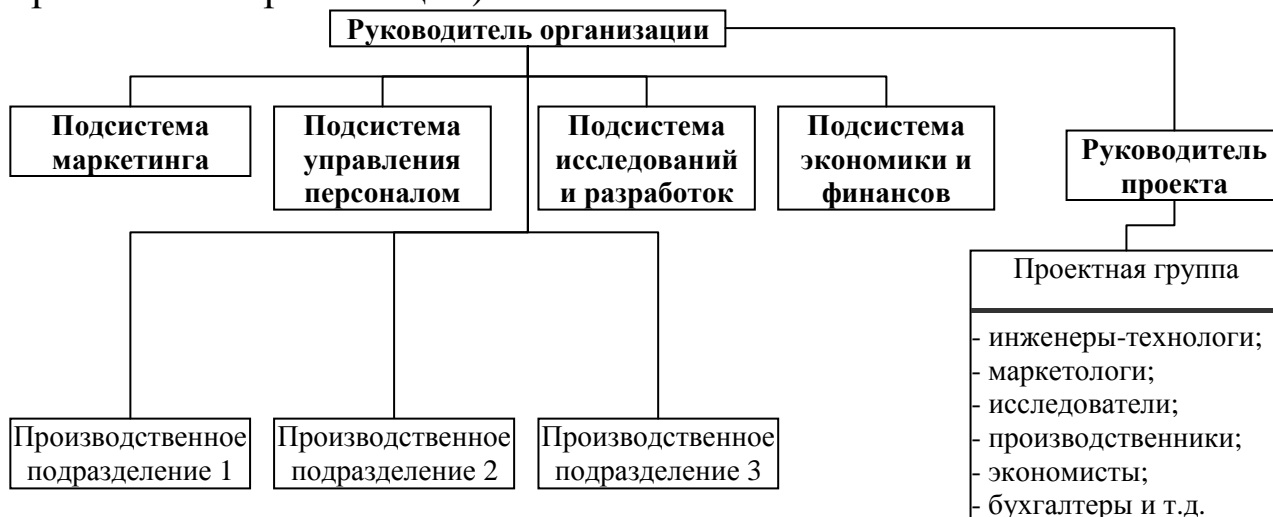 Руководитель организации
Подсистема
маркетинга
Подсистема
управления
персоналом
Подсистема
исследований
и разработок
Подсистема
экономики и
финансов
Руководитель
проекта
Проектная группа
- инженеры-технологи;
- маркетологи;
- исследователи;
- производственники;
- экономисты;
- бухгалтеры и т.д.
Производственное
подразделение 1
Производственное
подразделение 2
Производственное
подразделение 3